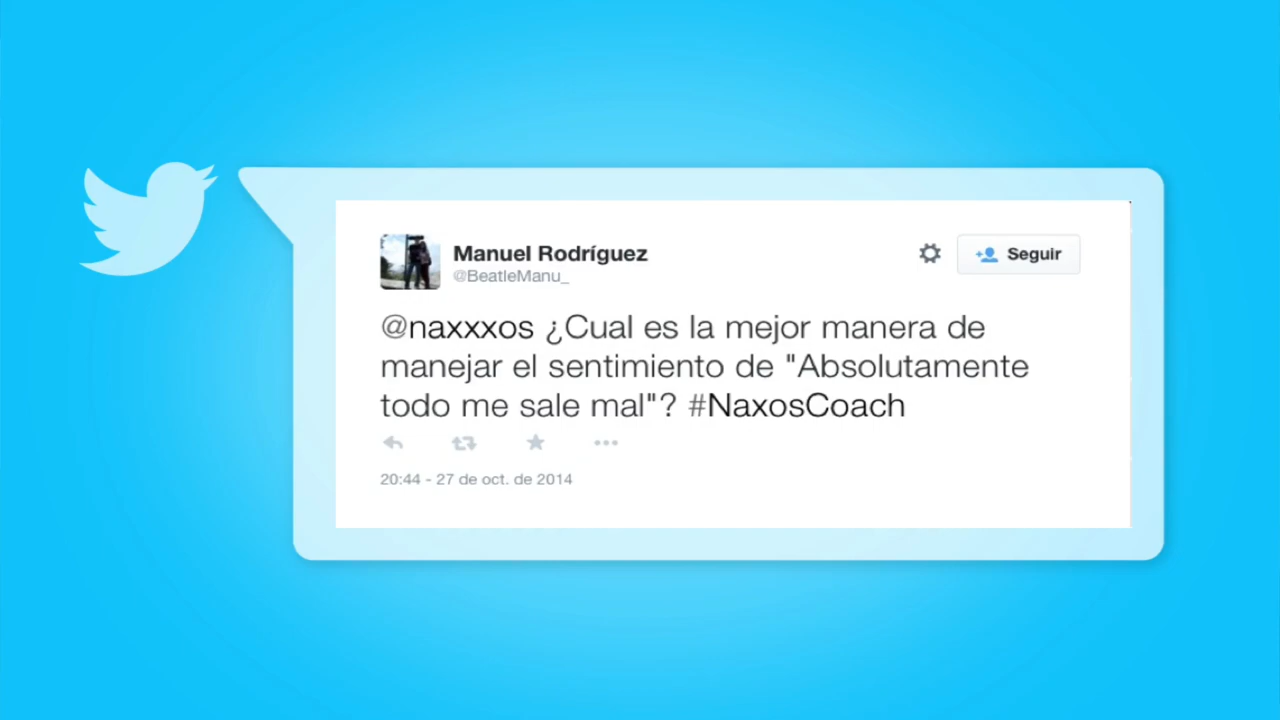 Manuel Rodríguez
@BeatleManu_
Seguir
@naxxxos ¿Cual es la mejor manera de
manejar el sentimiento de "Absolutamente
todo me sale mal"? #NaxosCoach
20:44 - 27 de oct. de 2014